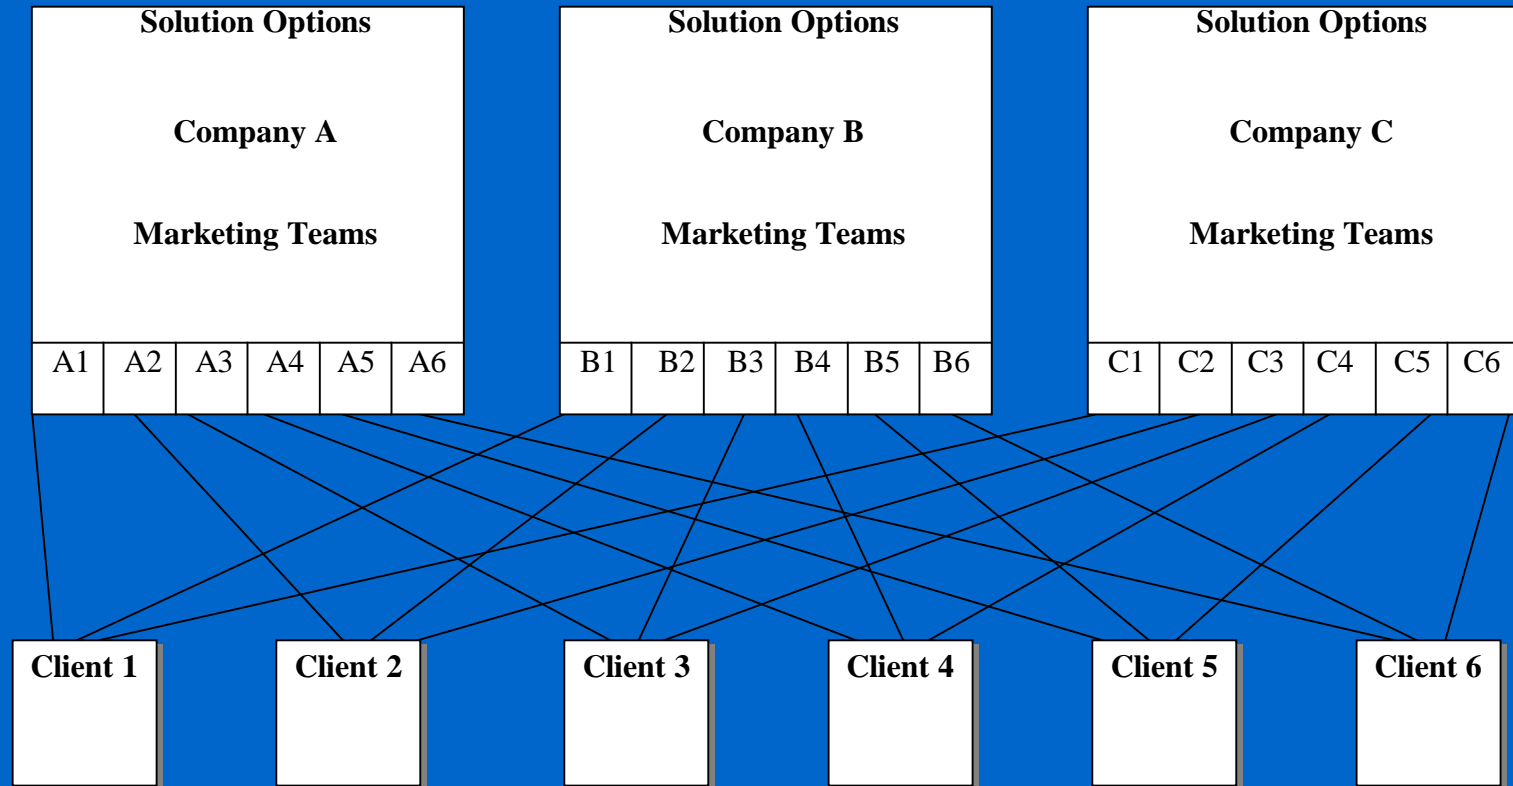 Solution Options
Company A
Marketing Teams
A1 A2 A3 A4 A5 A6
Solution Options
Company B
Marketing Teams
B1 B2 B3 B4 B5 B6
Solution Options
Company C
Marketing Teams
C1 C2 C3 C4 C5 C6
Client 1
Client 2
Client 3
Client 4
Client 5
Client 6